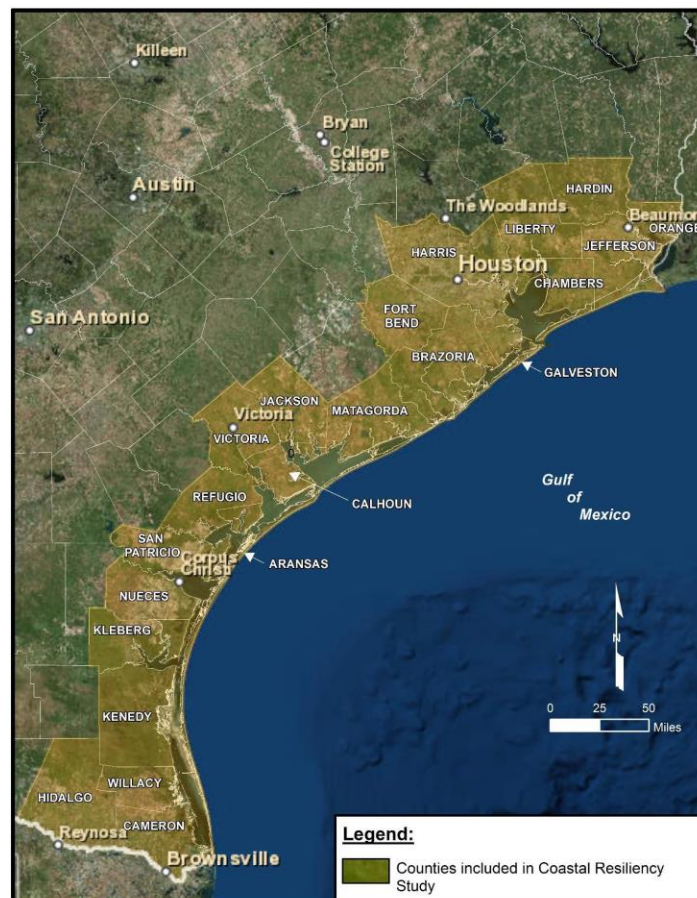 Killeen
Bryan
College
Station
Austin
HARDIN
The Woodlands
Beaumon
LIBERTY
ORANGE
HARRIS
JEFFERSON
Houston
CHAMBERS
San Antonio
FORT
BEND
BRAZORIA
GALVESTON
JACKSON
MATAGORDA
Victoria
VICTORIA
Gulf
of
Mexico
REFUGIO
CALHOUN
SAN
PATRICIO
Corpus
Christi
ARANSAS
NUECES
KLEBERG
N
0 25 50
Miles
KENEDY
WILLACY
HIDALGO
CAMERON
Reynosa
Brownsville
Legend:
Counties included in Coastal Resiliency
Study